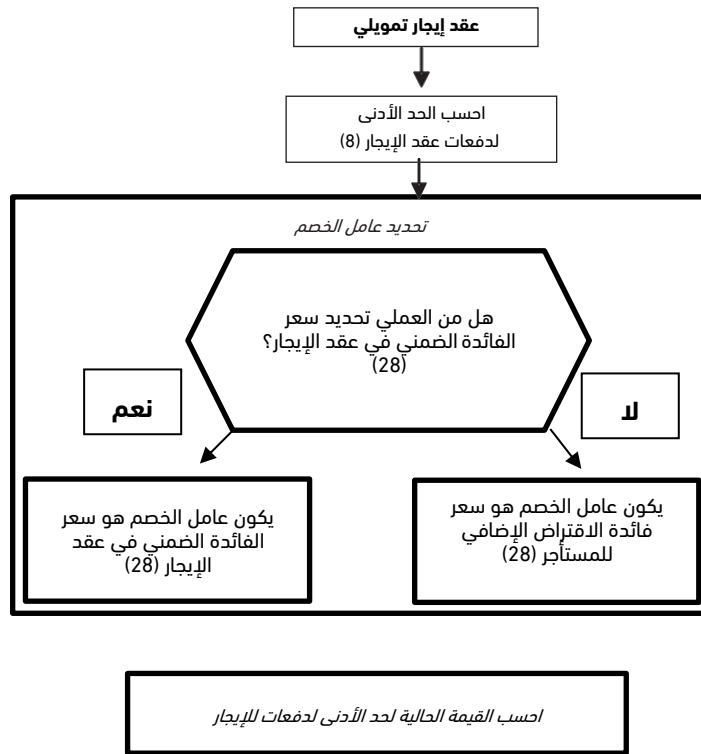 عقد إيجار تمويلي
احسب الحد الأدنى
لدفعات عقد الإيجار (8)
تحديد عامل الخصم
هل من العملي تحديد سعر
الفائدة الضمني في عقد الإيجار؟
(28)
لا
نعم
يكون عامل الخصم هو سعر
فائدة الاقتراض الإضافي
للمستأجر (28)
يكون عامل الخصم هو سعر
الفائدة الضمني في عقد
الإيجار (28)
احسب القيمة الحالية لحد الأدنى لدفعات للإيجار